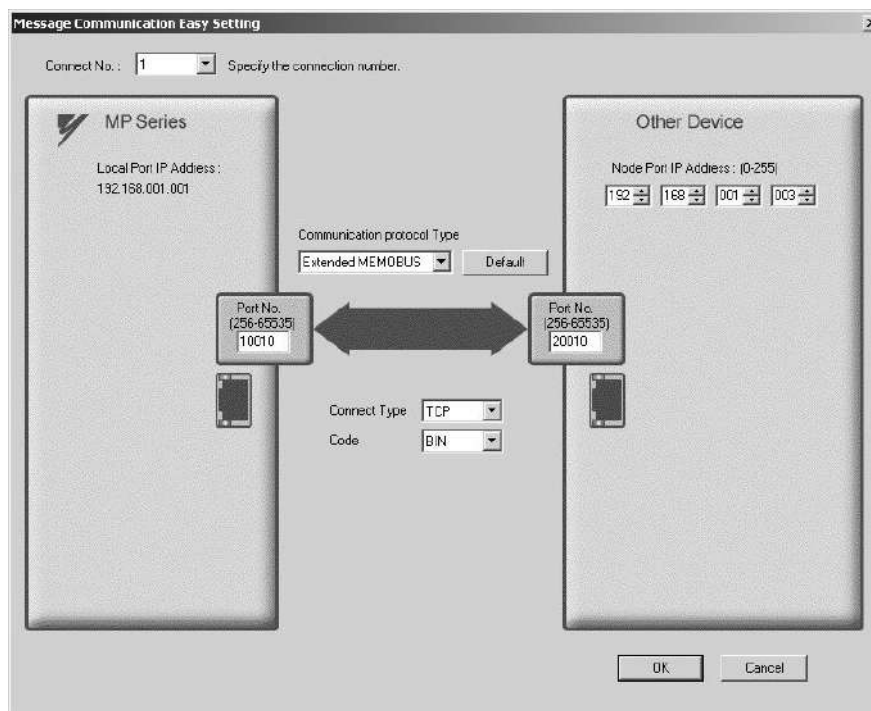 Message Communication Easy Setting
Connect No. : 1 Specify the connection number.
MP Series
Local Port IP Address :
192.168.001.001
Other Device
Node Port IP Address : (0-255)
192 168 001 003
Communication protocol Type
Extended MEMOBUS Default
Port No.
(256-65535)
10010
Port No.
(256-65535)
20010
Connect Type TCP
Code BIN
OK Cancel